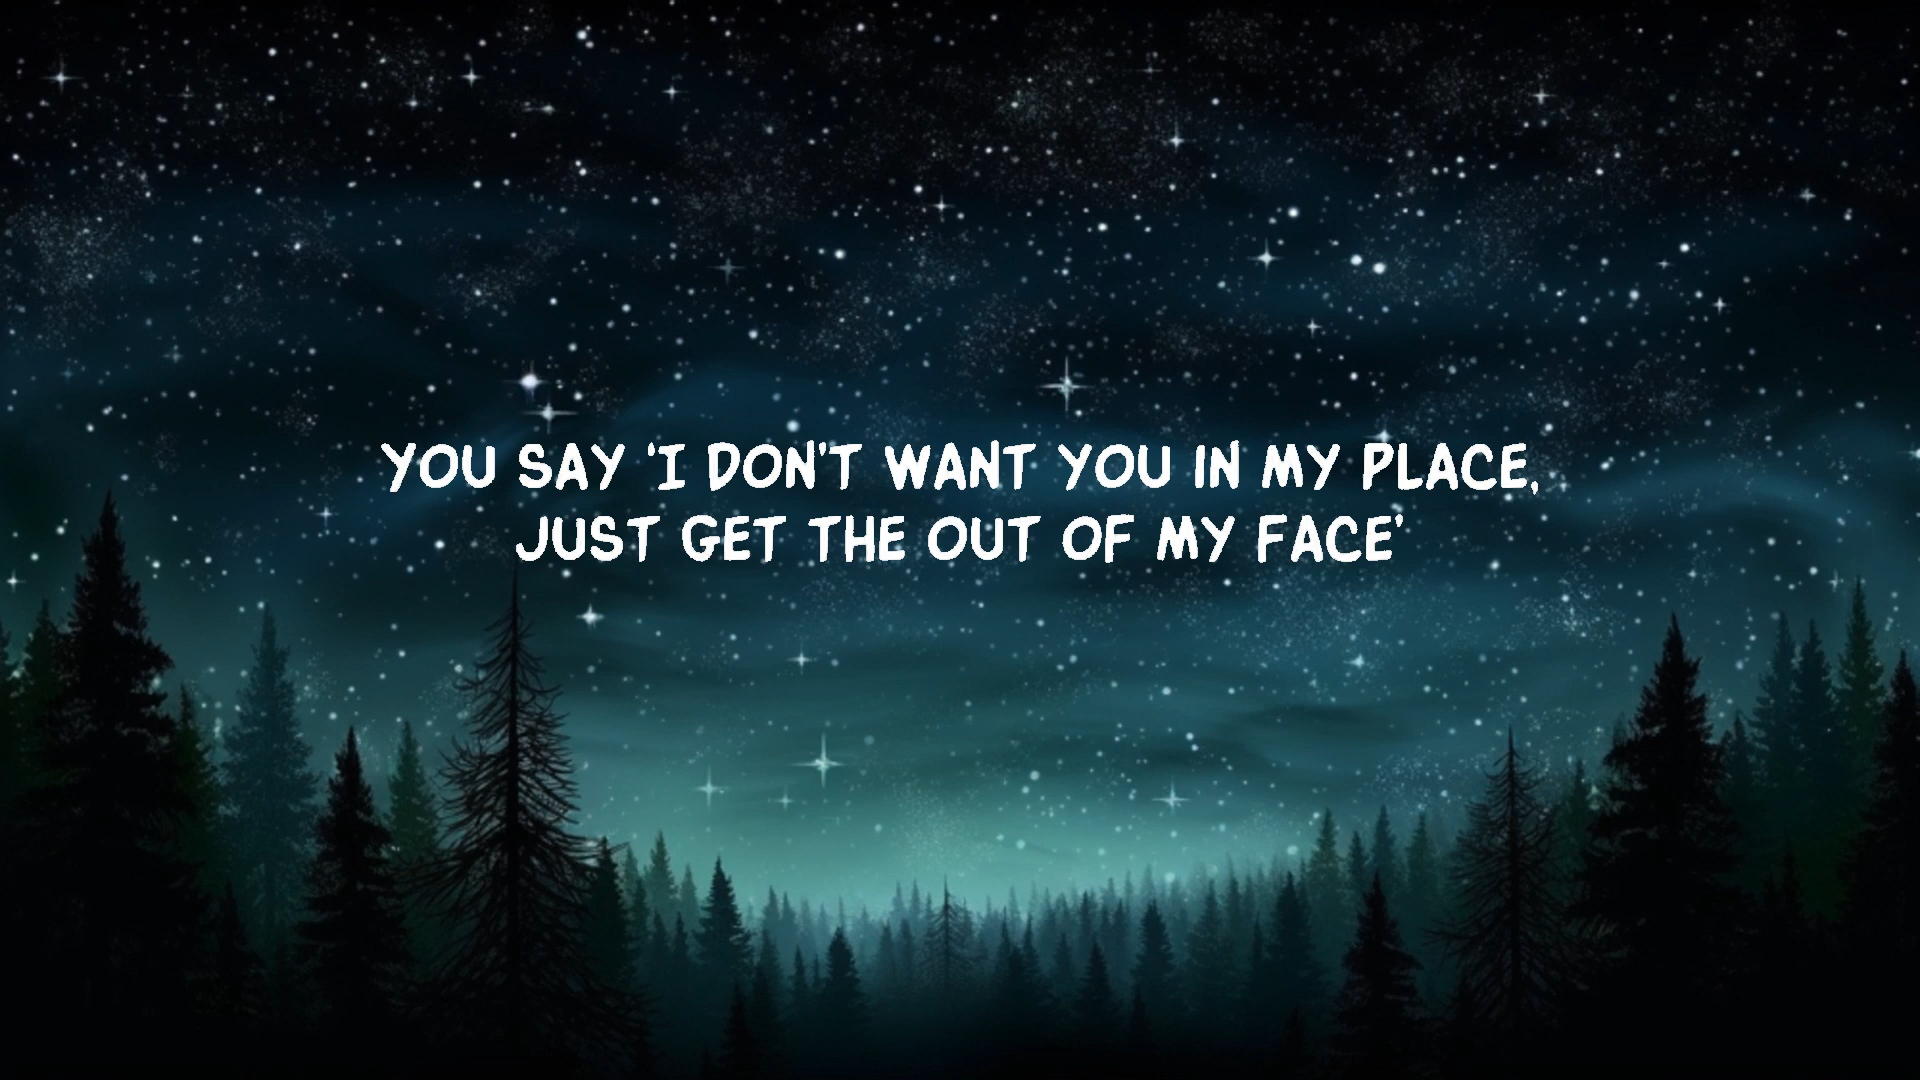 YOU SAY ‘I DON’T WANT YOU IN MY PLACE,
JUST GET THE OUT OF MY FACE’